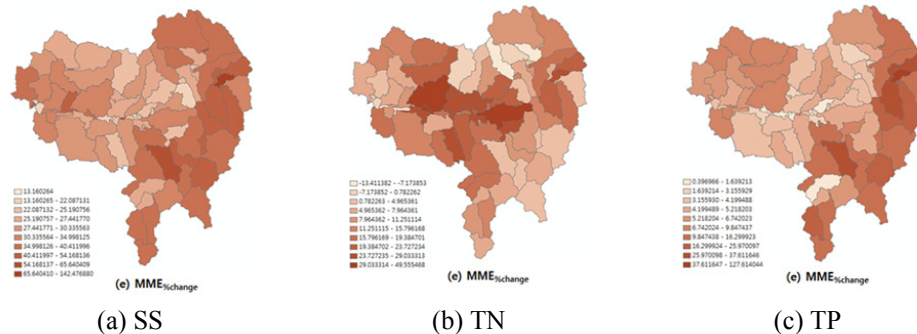 13.160264
13.160265 - 22.087131
22.087132 - 25.190756
25.190757 - 27.441770
27.441771 - 30.335563
30.335564 - 34.998125
34.998126 - 40.411996
40.411997 - 54.168136
54.168137 - 65.640409
65.640410 - 142.476880
(e) MME%change
(a) SS
-13.411382 - -7.173853
-7.173852 - 0.782262
0.782263 - 4.965361
4.965362 - 7.964361
7.964362 - 11.251114
11.251115 - 15.796168
15.796169 - 19.384701
19.384702 - 23.727234
23.727235 - 29.033313
29.033314 - 49.555468
(e) MME%change
(b) TN
0.396966 - 1.639213
1.639214 - 3.155929
3.155930 - 4.199488
4.199489 - 5.218203
5.218204 - 6.742023
6.742024 - 9.847437
9.847438 - 16.299923
16.299924 - 25.970097
25.970098 - 37.611646
37.611647 - 127.614044
(e) MME%change
(c) TP